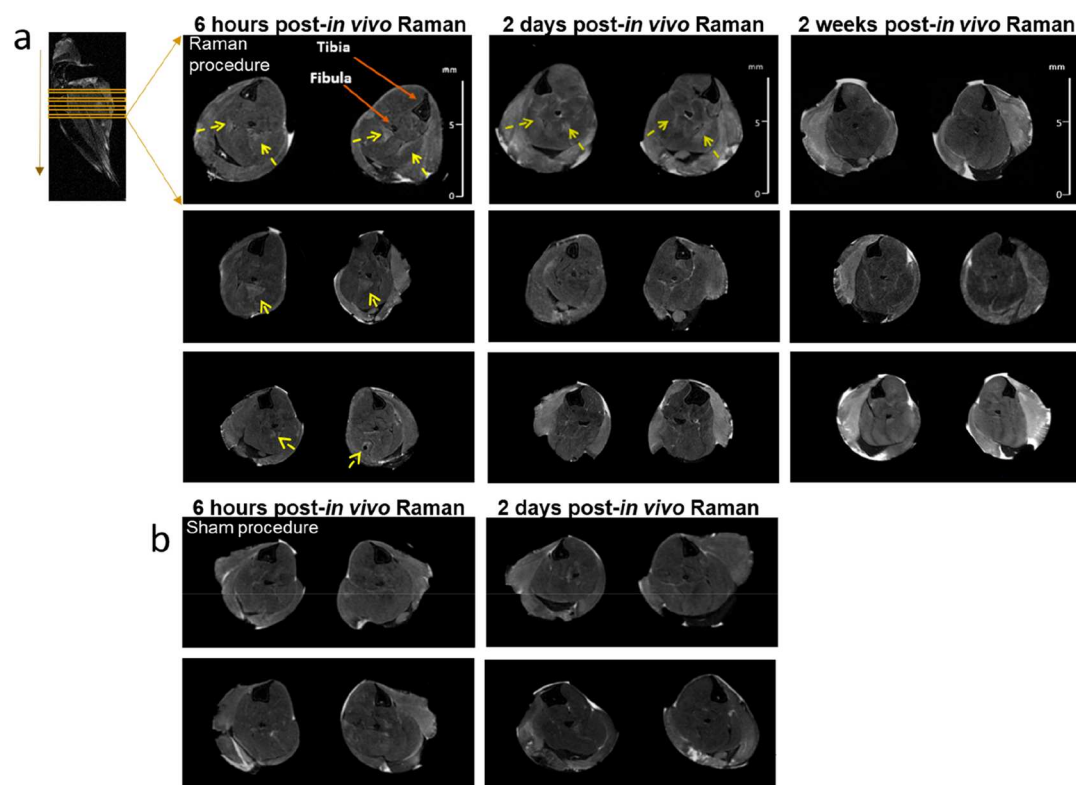 a
6 hours post-in vivo Raman
2 days post-in vivo Raman
2 weeks post-in vivo Raman
Raman
procedure
Tibia
Fibula
mm
5
0
mm
5
0
mm
5
0
b
6 hours post-in vivo Raman
2 days post-in vivo Raman
Sham procedure